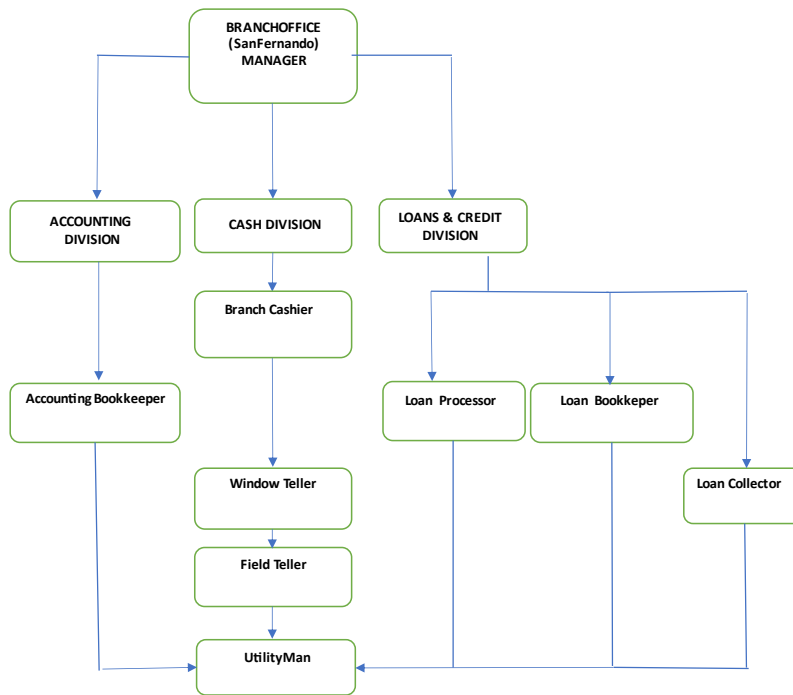 BRANCHOFFICE
(SanFernando)
MANAGER
ACCOUNTING
DIVISION
CASH DIVISION
LOANS & CREDIT
DIVISION
Branch Cashier
Accounting Bookkeeper
Loan Processor
Loan Bookkeper
Window Teller
Loan Collector
Field Teller
UtilityMan